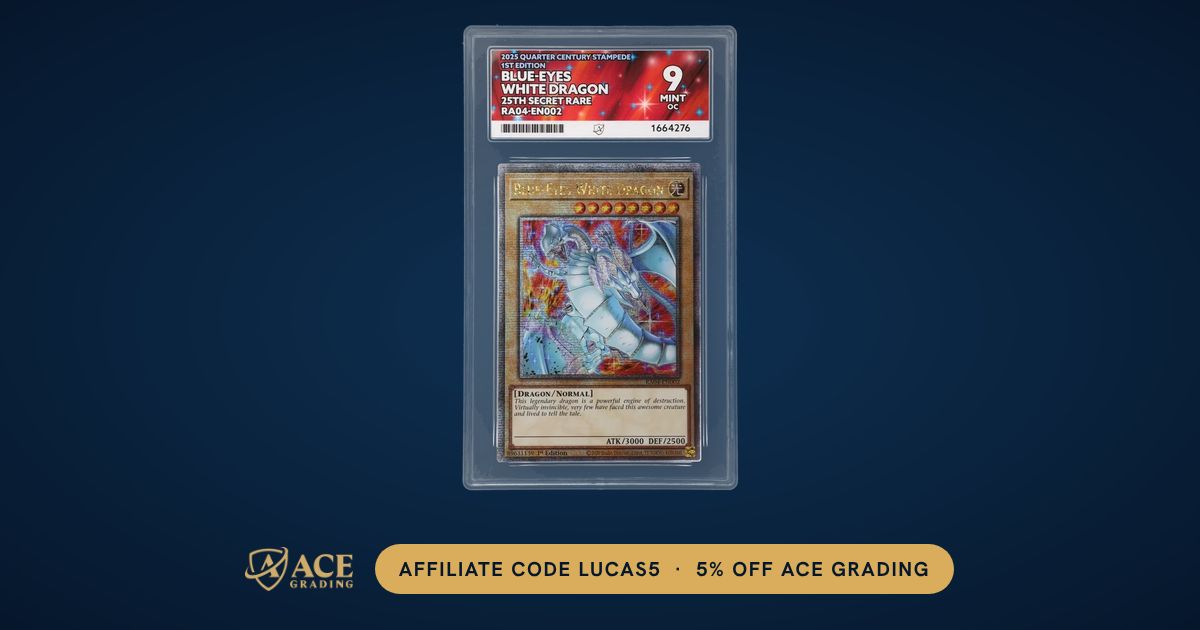 2025 QUARTER CENTURY STAMPEDE
1ST EDITION
BLUE-EYES
WHITE DRAGON
25TH SECRET RARE
RA04-EN002
9
MINT
OC
1664276
BLUE-EYES WHITE DRAGON
RA04-EN002
[DRAGON/NORMAL]
This legendary dragon is a powerful engine of destruction.
Virtually invincible, very few have faced this awesome creature
and lived to tell the tale.
ATK/3000 DEF/2500
1st Edition
ACE
GRADING
AFFILIATE CODE LUCAS5 · 5% OFF ACE GRADING